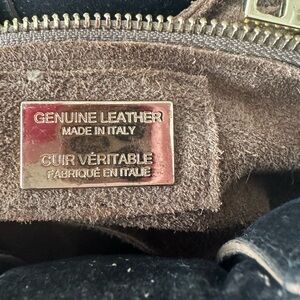 GENUINE LEATHER
MADE IN ITALY
CUIR VÉRITABLE
FABRIQUÉ EN ITALIE